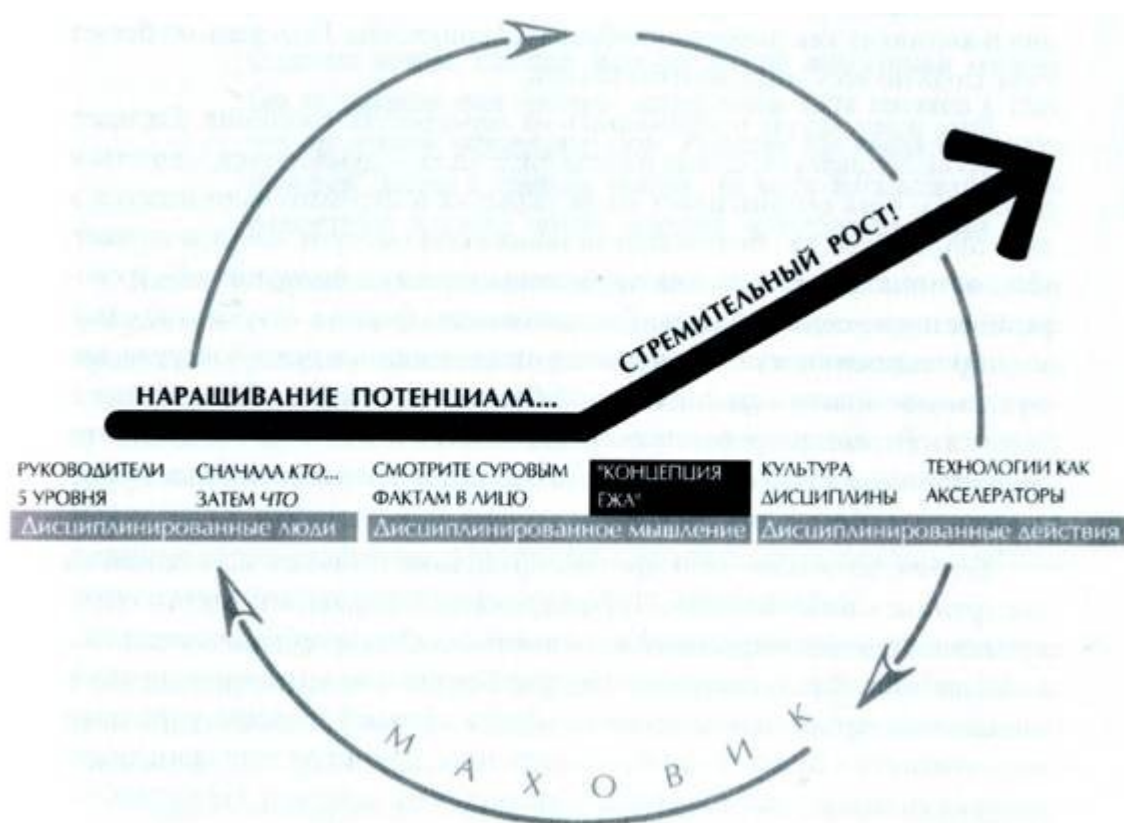 СТРЕМИТЕЛЬНЫЙ РОСТ!
НАРАЩИВАНИЕ ПОТЕНЦИАЛА...
РУКОВОДИТЕЛИ
5 УРОВНЯ
СНАЧАЛА КТО...
ЗАТЕМ ЧТО
СМОТРИТЕ СУРОВЫМ
ФАКТАМ В ЛИЦО
"КОНЦЕПЦИЯ
ЕЖА"
КУЛЬТУРА
ДИСЦИПЛИНЫ
ТЕХНОЛОГИИ КАК
АКСЕЛЕРАТОРЫ
Дисциплинированные люди
Дисциплинированное мышление
Дисциплинированные действия
МАХОВИК